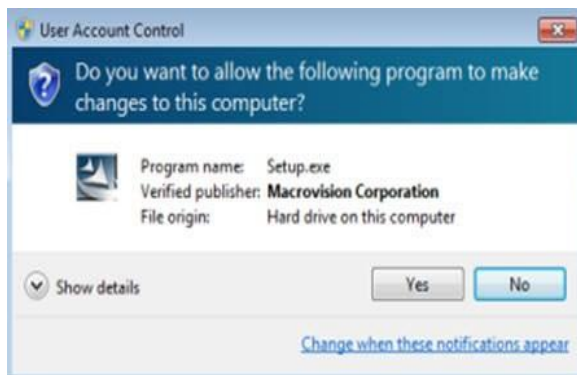 User Account Control
Do you want to allow the following program to make
changes to this computer?
Program name: Setup.exe
Verified publisher: Macrovision Corporation
File origin: Hard drive on this computer
Show details Yes No
Change when these notifications appear